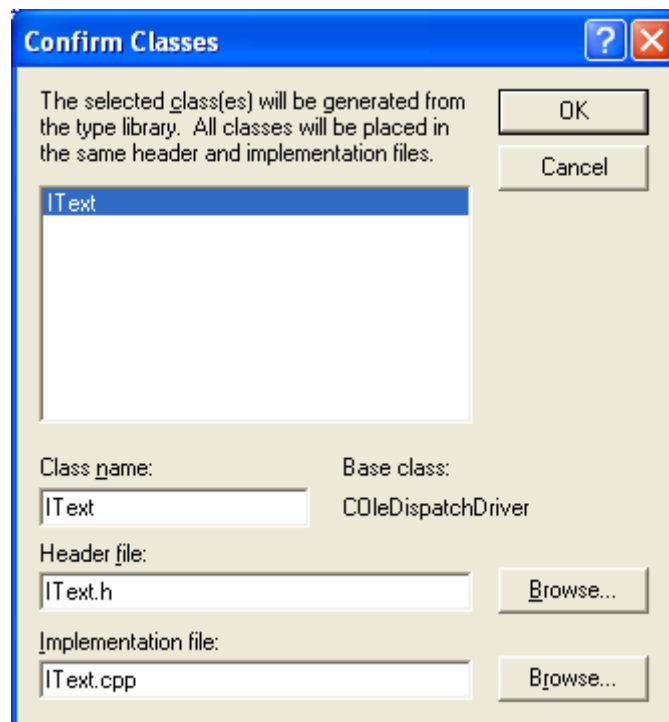 Confirm Classes
The selected class(es) will be generated from
the type library. All classes will be placed in
the same header and implementation files.
OK
Cancel
IText
Class name:
Base class:
IText
COleDispatchDriver
Header file:
IText.h
Browse...
Implementation file:
IText.cpp
Browse...